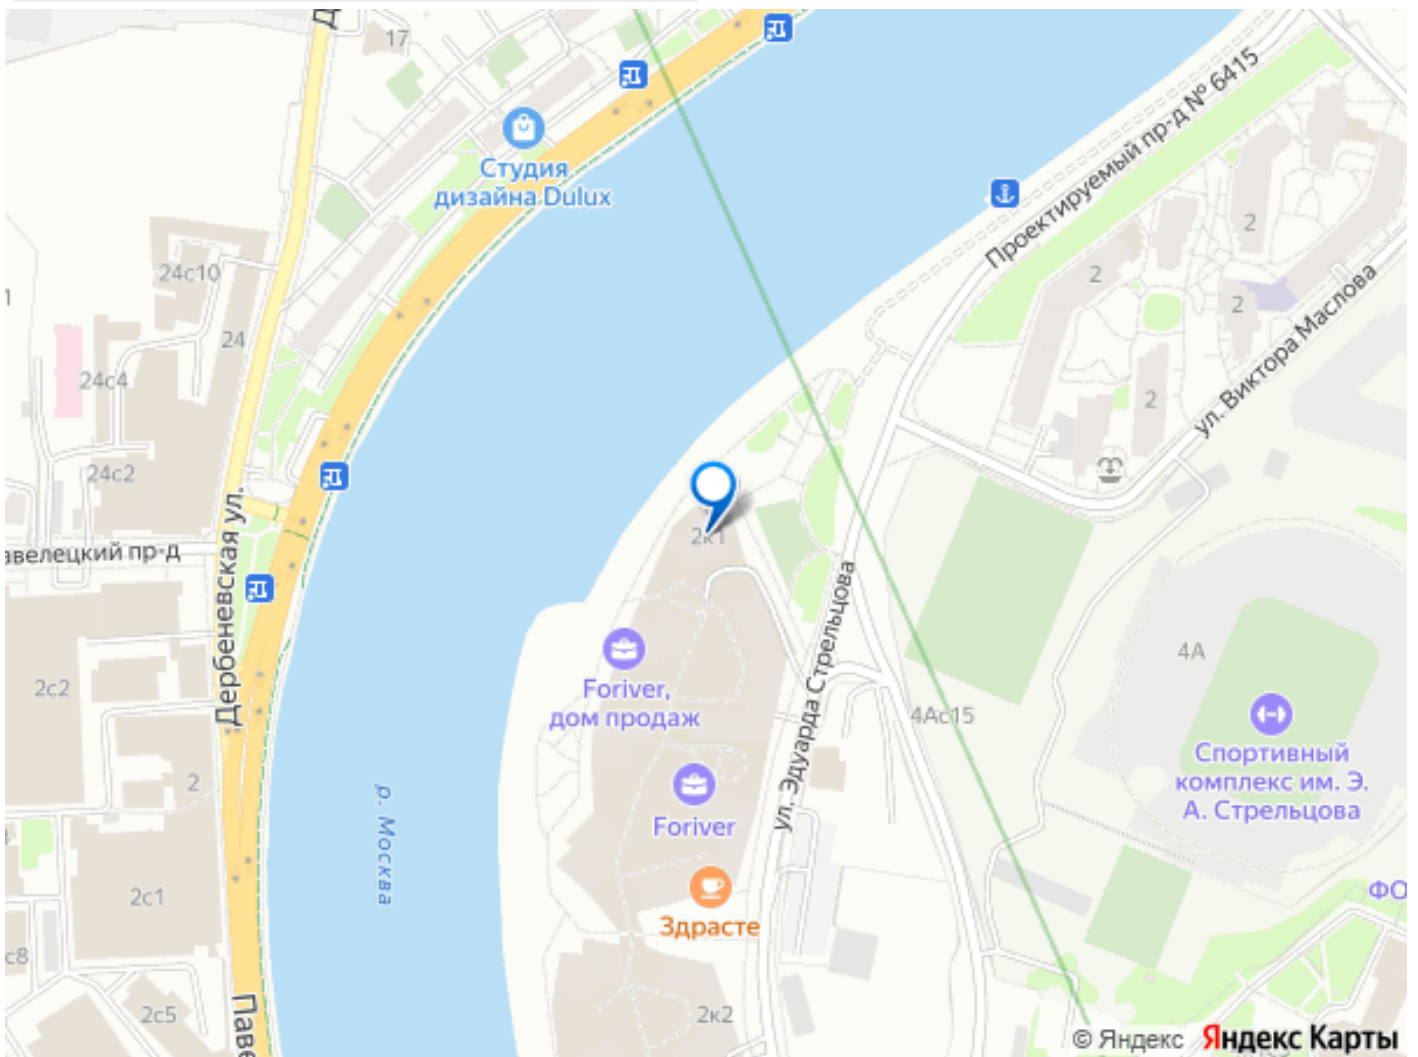 17
Студия
дизайна Dulux
Проектируемый пр-д № 6415
24с10
24
24с4
24с2
2
2
2
2
ул. Виктора Маслова
Дербеневская ул.
2к1
ул. Эдуарда Стрельцова
4А
4Ас15
2с2
2
Foriver,
дом продаж
Foriver
Спортивный
комплекс им. Э.
А. Стрельцова
р. Москва
Здрасте
2с1
2с5
2к2
© Яндекс Яндекс Карты